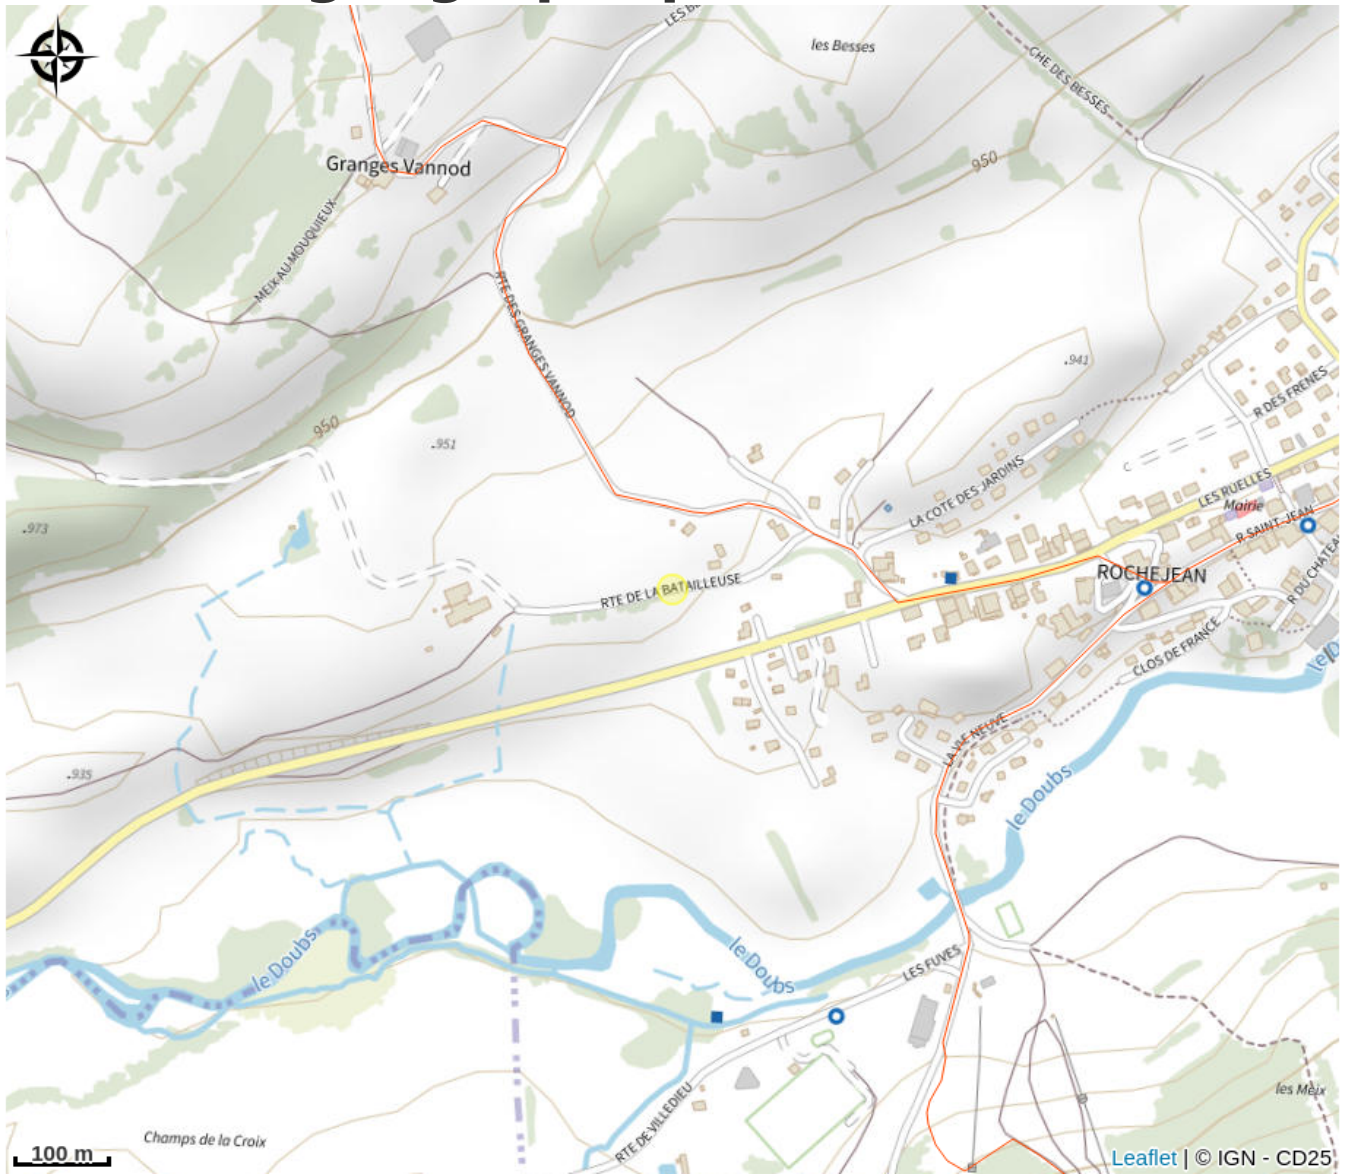 les Besses
CHE DES BESSES
Granges Vannod
950
MEIX AU MOUQUIEUX
RTE DES GRANGES VANNOD
.941
950
.951
R DES FRENES
LA COTE DES JARDINS
LES RUELLES
Mairie
.973
R SAINT-JEAN
ROCHEJEAN
RTE DE LA BATAILLEUSE
R DU CHATEAU
CLOS DE FRANCE
LA VIE NEUVE
.935
le Doubs
le Doubs
le Doubs
LES FUVES
les Meix
RTE DE VILLEDIEU
Champs de la Croix
100 m
Leaflet | © IGN - CD25